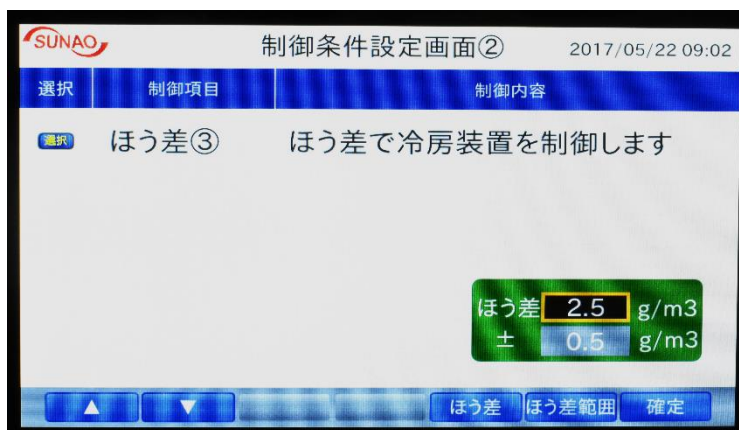 SUNAO 制御条件設定画面② 2017/05/22 09:02
選択 制御項目 制御内容
選択 ほう差③ ほう差で冷房装置を制御します
ほう差 2.5 g/m3
± 0.5 g/m3
▲ ▼ ほう差 ほう差範囲 確定